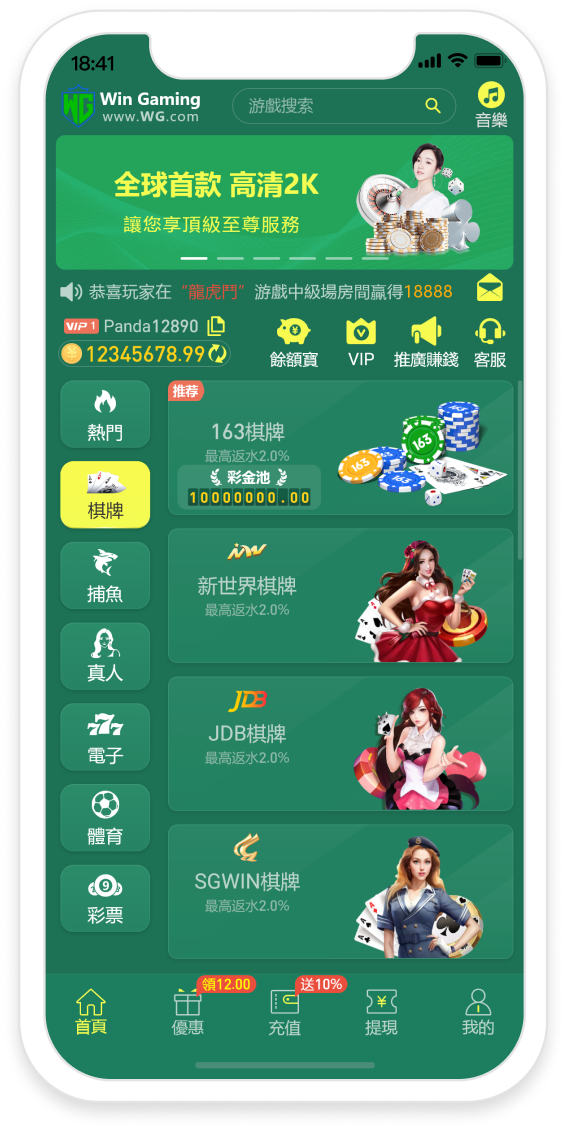 18:41
Win Gaming
www.WG.com
WG
游戲搜索
音樂
全球首款 高清2K
讓您享頂級至尊服務
恭喜玩家在 "龍虎鬥" 游戲中級場房間贏得18888
VIP 1 Panda12890
12345678.99
餘額寶 VIP 推廣賺錢 客服
熱門
棋牌
捕魚
真人
777
電子
體育
9
彩票
推荐
163棋牌
最高返水2.0%
彩金池
10000000.00
163
163
163
NW
新世界棋牌
最高返水2.0%
JDB
JDB棋牌
最高返水2.0%
SGWIN棋牌
最高返水2.0%
領12.00
送10%
首頁 優惠 充值 提現 我的